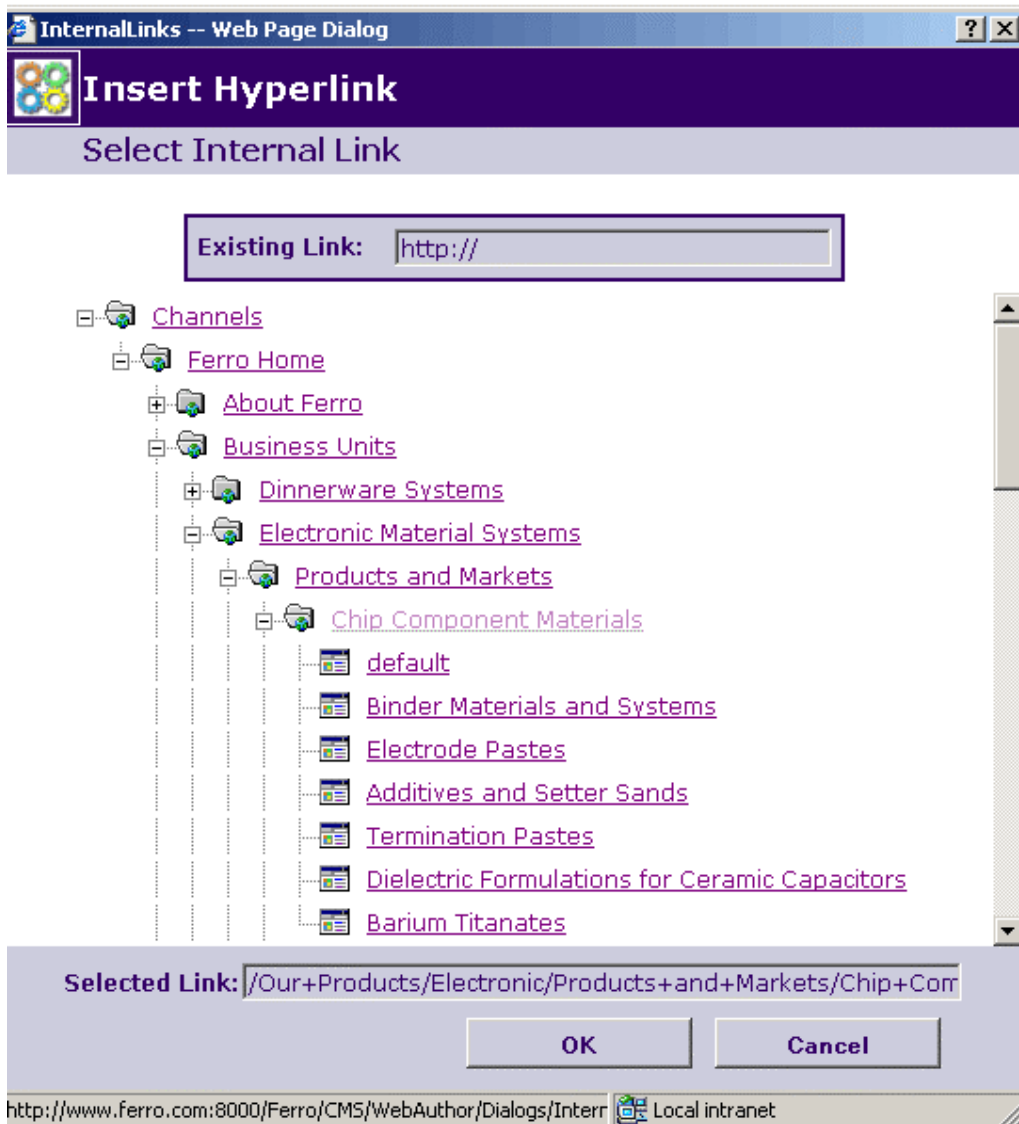 InternalLinks -- Web Page Dialog
Insert Hyperlink
Select Internal Link
Existing Link: http://
Channels
Ferro Home
About Ferro
Business Units
Dinnerware Systems
Electronic Material Systems
Products and Markets
Chip Component Materials
default
Binder Materials and Systems
Electrode Pastes
Additives and Setter Sands
Termination Pastes
Dielectric Formulations for Ceramic Capacitors
Barium Titanates
Selected Link: /Our+Products/Electronic/Products+and+Markets/Chip+Com
OK Cancel
http://www.ferro.com:8000/Ferro/CMS/WebAuthor/Dialogs/Intern Local intranet